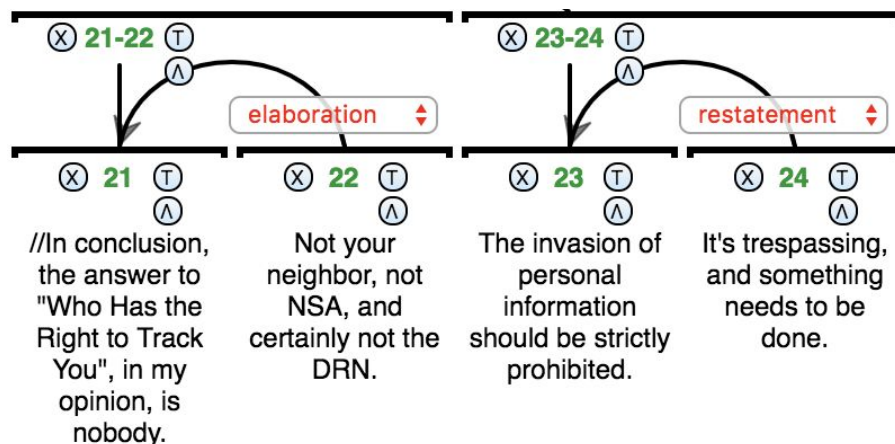 X 21-22 T
Λ
X 23-24 T
Λ
elaboration
restatement
X 21 T
Λ
X 22 T
Λ
X 23 T
Λ
X 24 T
Λ
//In conclusion,
the answer to
"Who Has the
Right to Track
You", in my
opinion, is
nobody.
Not your
neighbor, not
NSA, and
certainly not the
DRN.
The invasion of
personal
information
should be strictly
prohibited.
It's trespassing,
and something
needs to be
done.